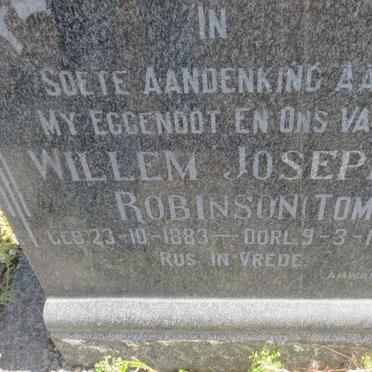 IN
SOETE AANDENKING AA
MY EGGENOOT EN ONS VA
WILLEM JOSEP
ROBINSON (TOM
GEB. 23-10-1883 — OORL. 9-3-1
RUS IN VREDE.